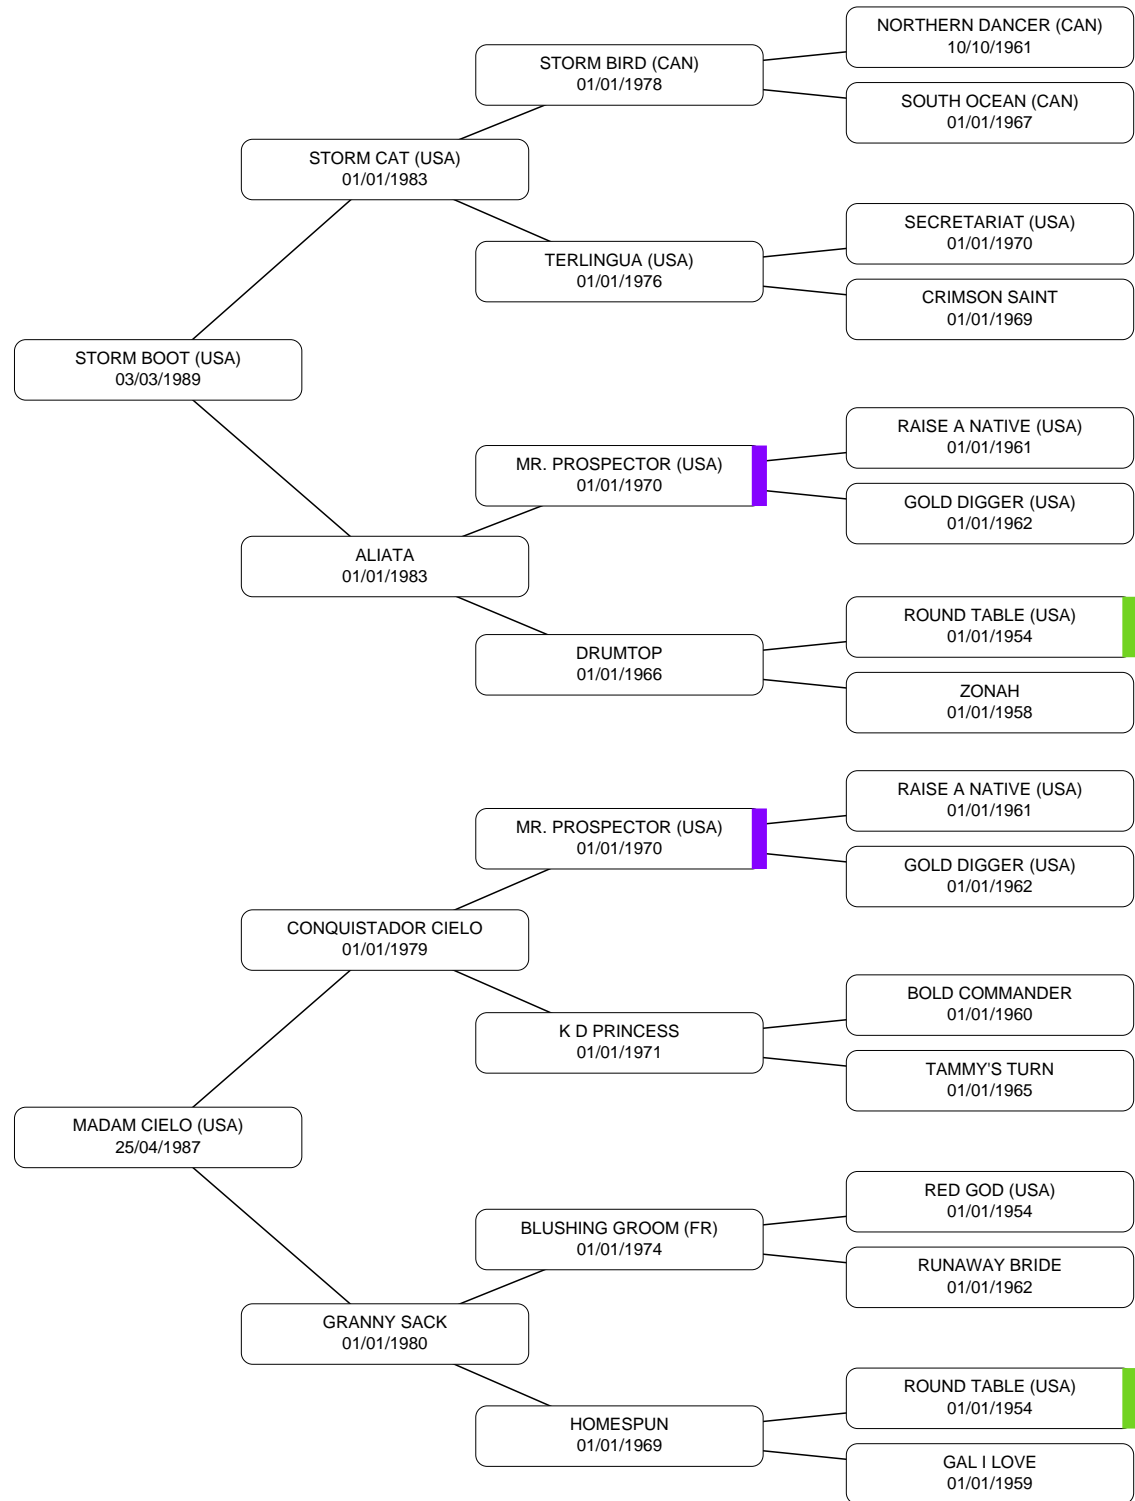 NORTHERN DANCER (CAN)
10/10/1961
STORM BIRD (CAN)
01/01/1978
SOUTH OCEAN (CAN)
01/01/1967
STORM CAT (USA)
01/01/1983
SECRETARIAT (USA)
01/01/1970
TERLINGUA (USA)
01/01/1976
CRIMSON SAINT
01/01/1969
STORM BOOT (USA)
03/03/1989
RAISE A NATIVE (USA)
01/01/1961
MR. PROSPECTOR (USA)
01/01/1970
GOLD DIGGER (USA)
01/01/1962
ALIATA
01/01/1983
ROUND TABLE (USA)
01/01/1954
DRUMTOP
01/01/1966
ZONAH
01/01/1958
RAISE A NATIVE (USA)
01/01/1961
MR. PROSPECTOR (USA)
01/01/1970
GOLD DIGGER (USA)
01/01/1962
CONQUISTADOR CIELO
01/01/1979
BOLD COMMANDER
01/01/1960
K D PRINCESS
01/01/1971
TAMMY'S TURN
01/01/1965
MADAM CIELO (USA)
25/04/1987
RED GOD (USA)
01/01/1954
BLUSHING GROOM (FR)
01/01/1974
RUNAWAY BRIDE
01/01/1962
GRANNY SACK
01/01/1980
ROUND TABLE (USA)
01/01/1954
HOMESPUN
01/01/1969
GAL I LOVE
01/01/1959